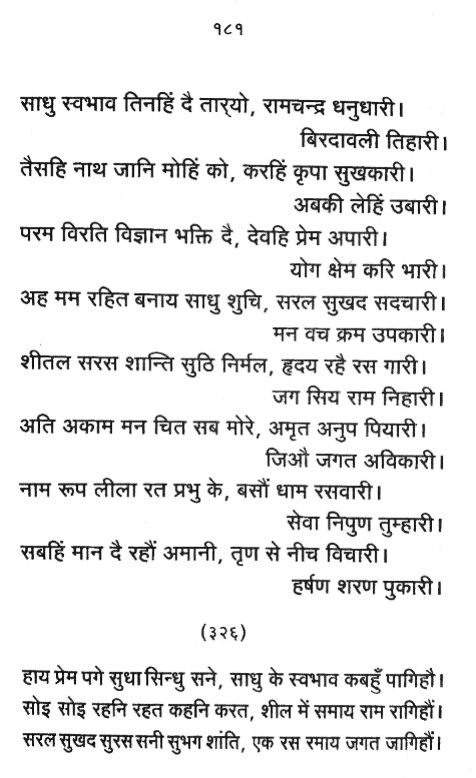 १८१
साधु स्वभाव तिनहिं दै तार्‌यो, रामचन्द्र धनुधारी।
बिरदावली तिहारी।
तैसहि नाथ जानि मोहिं को, करहिं कृपा सुखकारी।
अबकी लेहिं उबारी।
परम विरति विज्ञान भक्ति दै, देवहि प्रेम अपारी।
योग क्षेम करि भारी।
अह मम रहित बनाय साधु शुचि, सरल सुखद सदचारी।
मन वच क्रम उपकारी।
शीतल सरस शान्ति सुठि निर्मल, हृदय रहै रस गारी।
जग सिय राम निहारी।
अति अकाम मन चित सब मोरे, अमृत अनुप पियारी।
जिऔ जगत अविकारी।
नाम रूप लीला रत प्रभु के, बसौं धाम रसवारी।
सेवा निपुण तुम्हारी।
सबहिं मान दै रहौं अमानी, तृण से नीच विचारी।
हर्षण शरण पुकारी।
(३२६)
हाय प्रेम पगे सुधा सिन्धु सने, साधु के स्वभाव कबहुँ पागिहौ।
सोइ सोइ रहनि रहत कहनि करत, शील में समाय राम रागिहौं।
सरल सुखद सुरस सनी सुभग शांति, एक रस रमाय जगत जागिहौं।